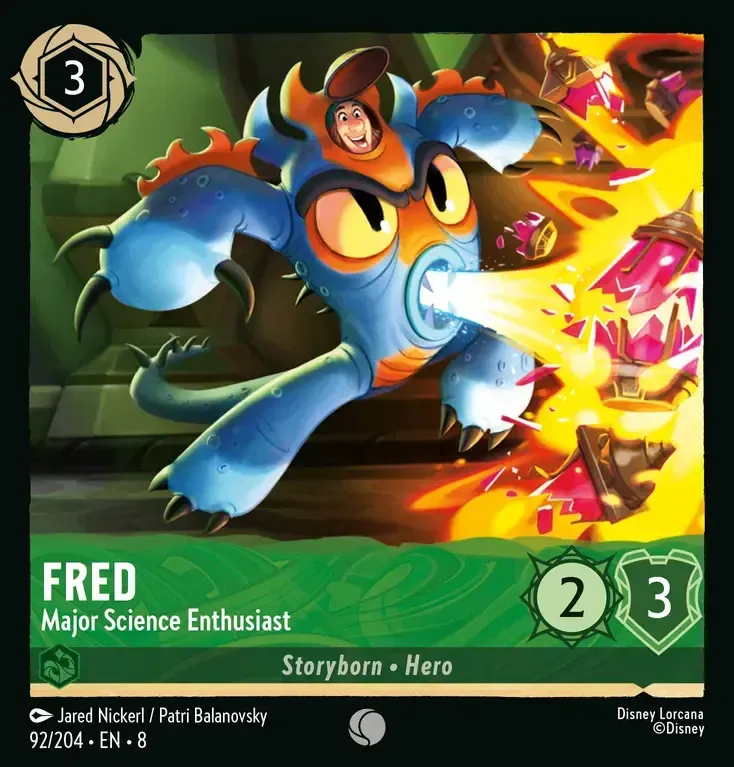 3
FRED
Major Science Enthusiast
2
3
Storyborn • Hero
Jared Nickerl / Patri Balanovsky
Disney Lorcana
92/204 • EN • 8
©Disney